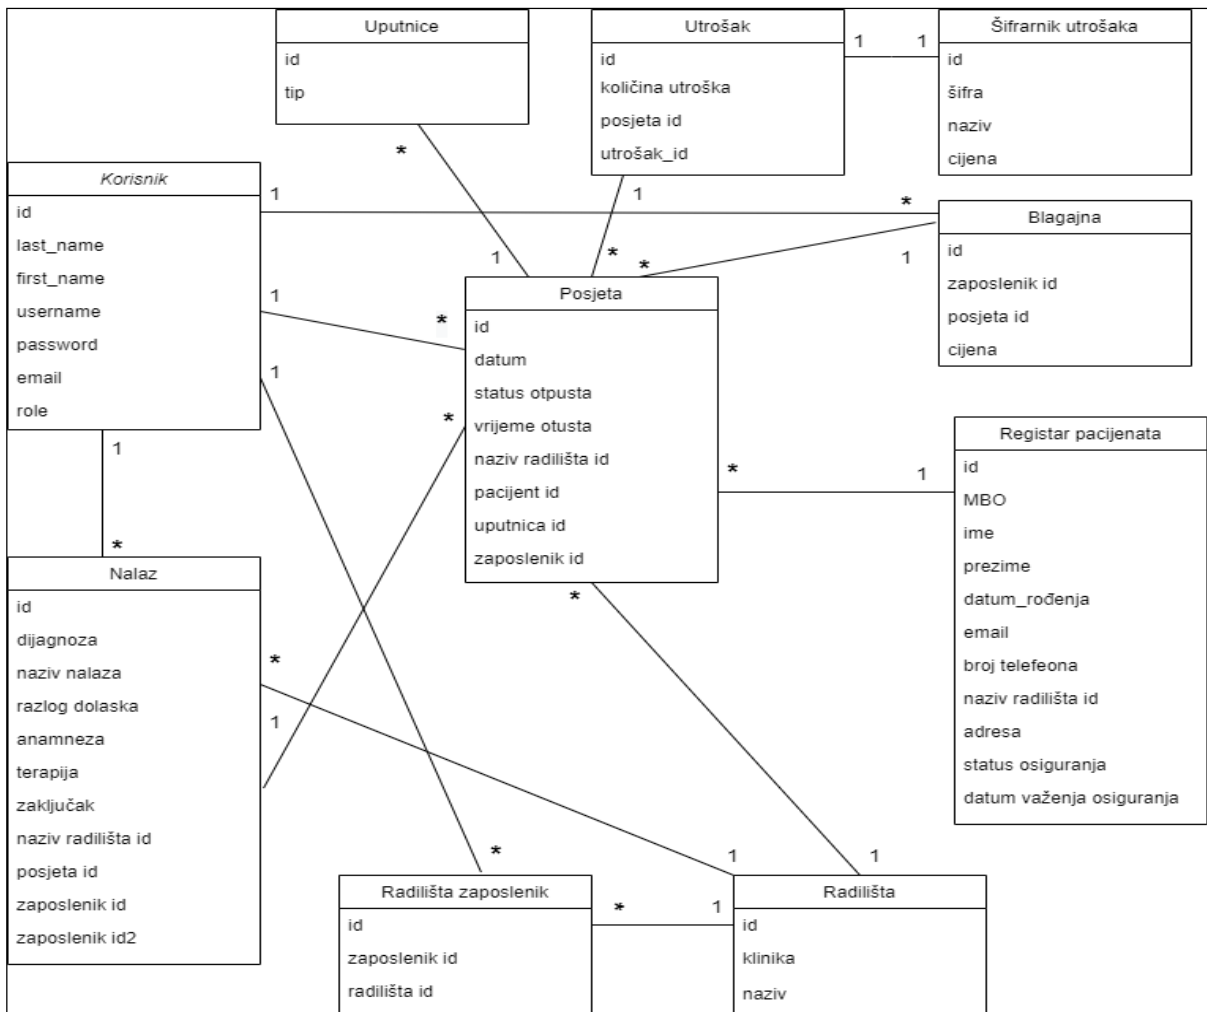 Uputnice
id
tip
Utrošak
id
količina utroška
posjeta id
utrošak_id
1
1
Šifrarnik utrošaka
id
šifra
naziv
cijena
*
1
1
*
Korisnik
id
last_name
first_name
username
password
email
role
1
*
1
*
1
*
1
*
1
Blagajna
id
zaposlenik id
posjeta id
cijena
Posjeta
id
datum
status otpusta
vrijeme otusta
naziv radilišta id
pacijent id
uputnica id
zaposlenik id
*
1
Registar pacijenata
id
MBO
ime
prezime
datum_rođenja
email
broj telefeona
naziv radilišta id
adresa
status osiguranja
datum važenja osiguranja
1
*
*
*
Nalaz
id
dijagnoza
naziv nalaza
razlog dolaska
anamneza
terapija
zaključak
naziv radilišta id
posjeta id
zaposlenik id
zaposlenik id2
*
1
*
1
1
Radilišta zaposlenik
id
zaposlenik id
radilišta id
*
1
Radilišta
id
klinika
naziv